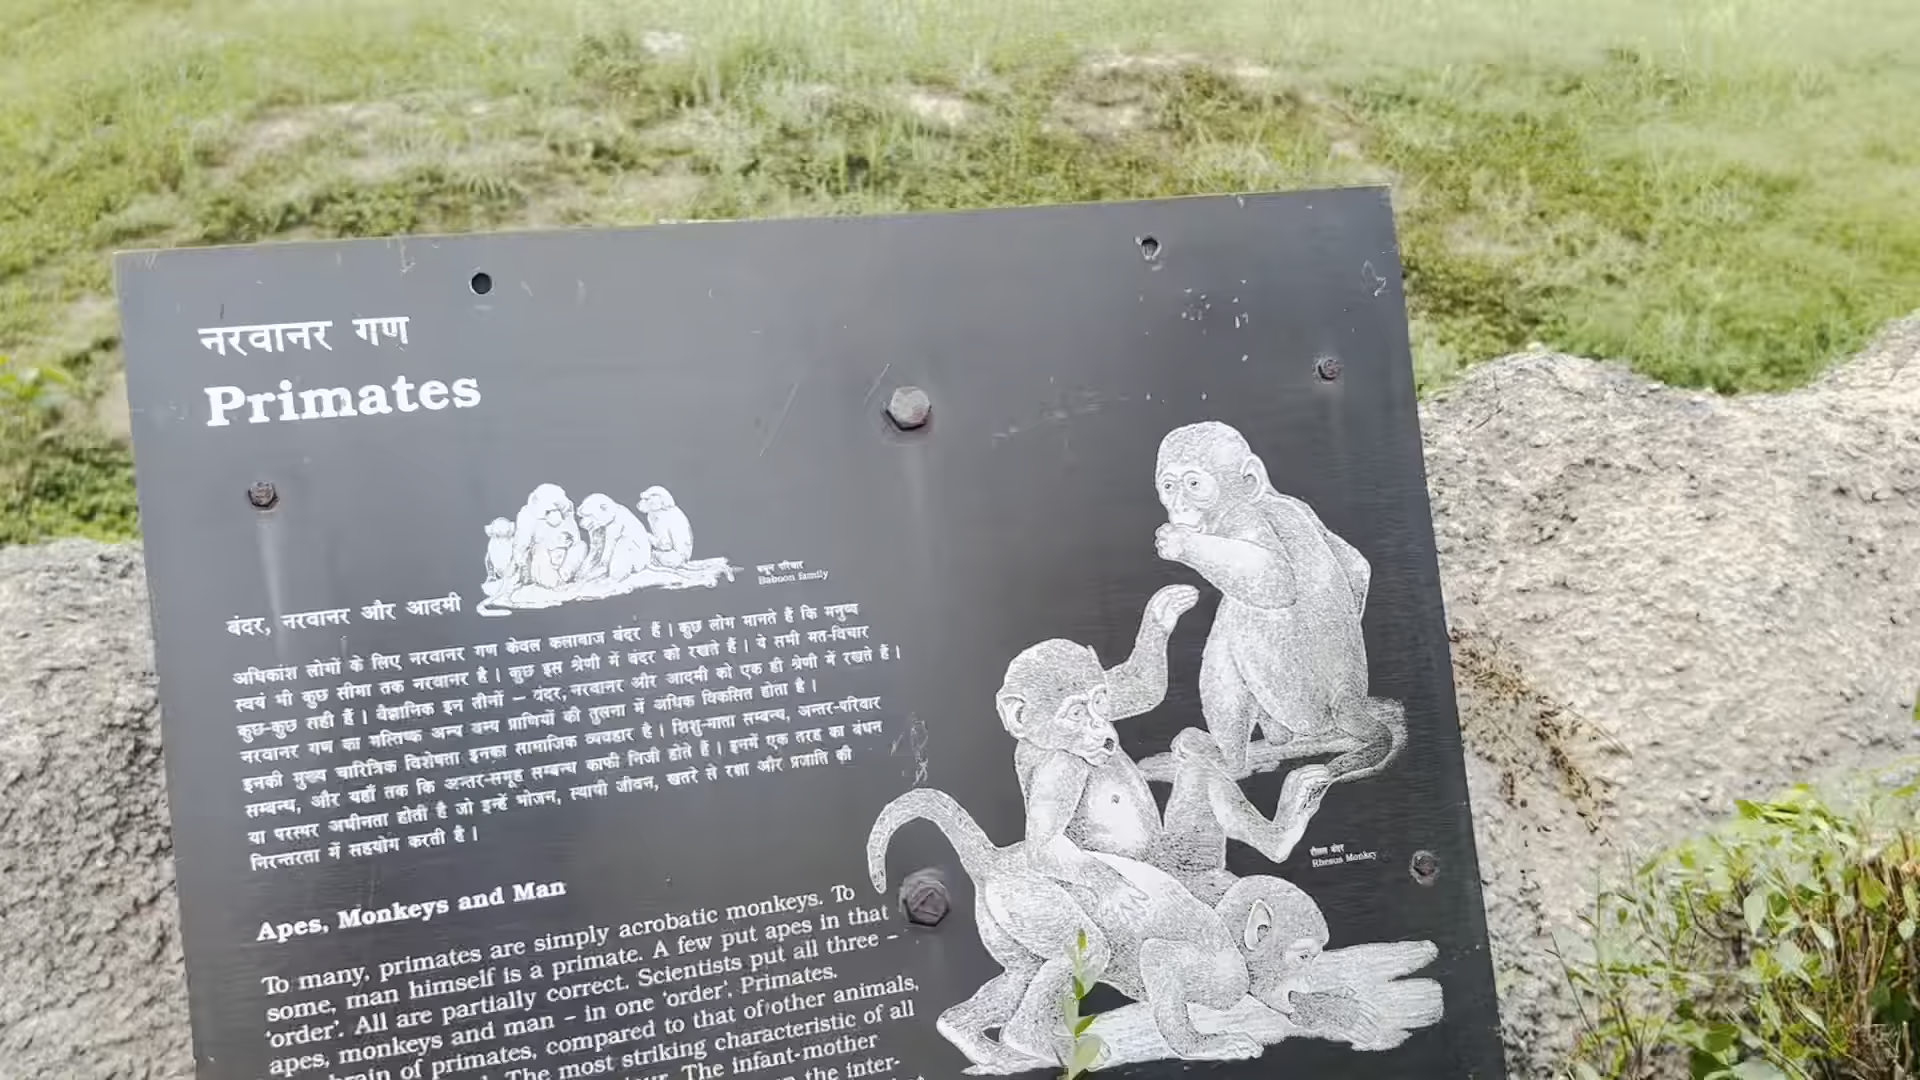 नरवानर गण
Primates
बबून परिवार
Baboon family
बंदर, नरवानर और आदमी
अधिकांश लोगों के लिए नरवानर गण केवल कलाबाज बंदर हैं । कुछ लोग मानते हैं कि मनुष्य
स्वयं भी कुछ सीमा तक नरवानर है । कुछ इस श्रेणी में बंदर को रखते हैं । ये सभी मत-विचार
कुछ-कुछ सही हैं । वैज्ञानिक इन तीनों – बंदर, नरवानर और आदमी को एक ही श्रेणी में रखते हैं ।
नरवानर गण का मस्तिष्क अन्य वन्य प्राणियों की तुलना में अधिक विकसित होता है ।
इनकी मुख्य चारित्रिक विशेषता इनका सामाजिक व्यवहार है । शिशु-माता सम्बन्ध, अन्तर-परिवार
सम्बन्ध, और यहाँ तक कि अन्तर-समूह सम्बन्ध काफी निजी होते हैं । इनमें एक तरह का बंधन
या परस्पर अधीनता होती है जो इन्हें भोजन, स्थायी जीवन, खतरे से रक्षा और प्रजाति की
निरन्तरता में सहयोग करती है ।
Rhesus Monkey
Apes, Monkeys and Man
To many, primates are simply acrobatic monkeys. To
some, man himself is a primate. A few put apes in that
'order'. All are partially correct. Scientists put all three –
apes, monkeys and man – in one 'order', Primates.
brain of primates, compared to that of other animals,
The most striking characteristic of all
The infant-mother
the inter-